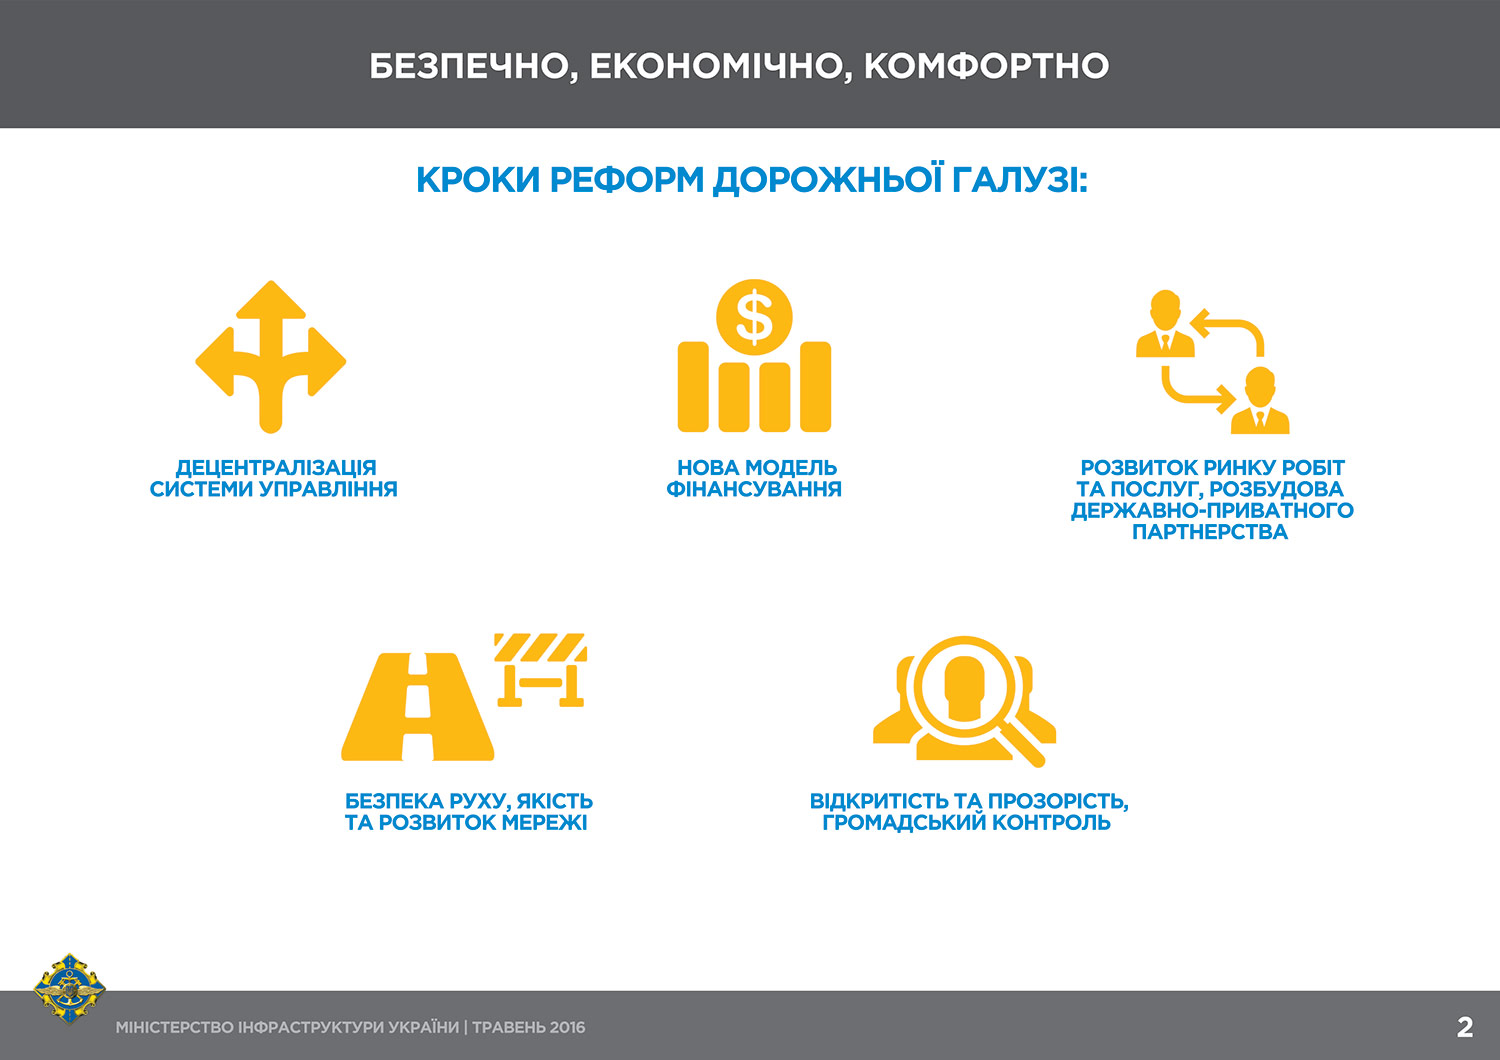 БЕЗПЕЧНО, ЕКОНОМІЧНО, КОМФОРТНО
КРОКИ РЕФОРМ ДОРОЖНЬОЇ ГАЛУЗІ:
$
ДЕЦЕНТРАЛІЗАЦІЯ
СИСТЕМИ УПРАВЛІННЯ
НОВА МОДЕЛЬ
ФІНАНСУВАННЯ
РОЗВИТОК РИНКУ РОБІТ
ТА ПОСЛУГ, РОЗБУДОВА
ДЕРЖАВНО-ПРИВАТНОГО
ПАРТНЕРСТВА
БЕЗПЕКА РУХУ, ЯКІСТЬ
ТА РОЗВИТОК МЕРЕЖІ
ВІДКРИТІСТЬ ТА ПРОЗОРІСТЬ,
ГРОМАДСЬКИЙ КОНТРОЛЬ
МІНІСТЕРСТВО ІНФРАСТРУКТУРИ УКРАЇНИ | ТРАВЕНЬ 2016
2